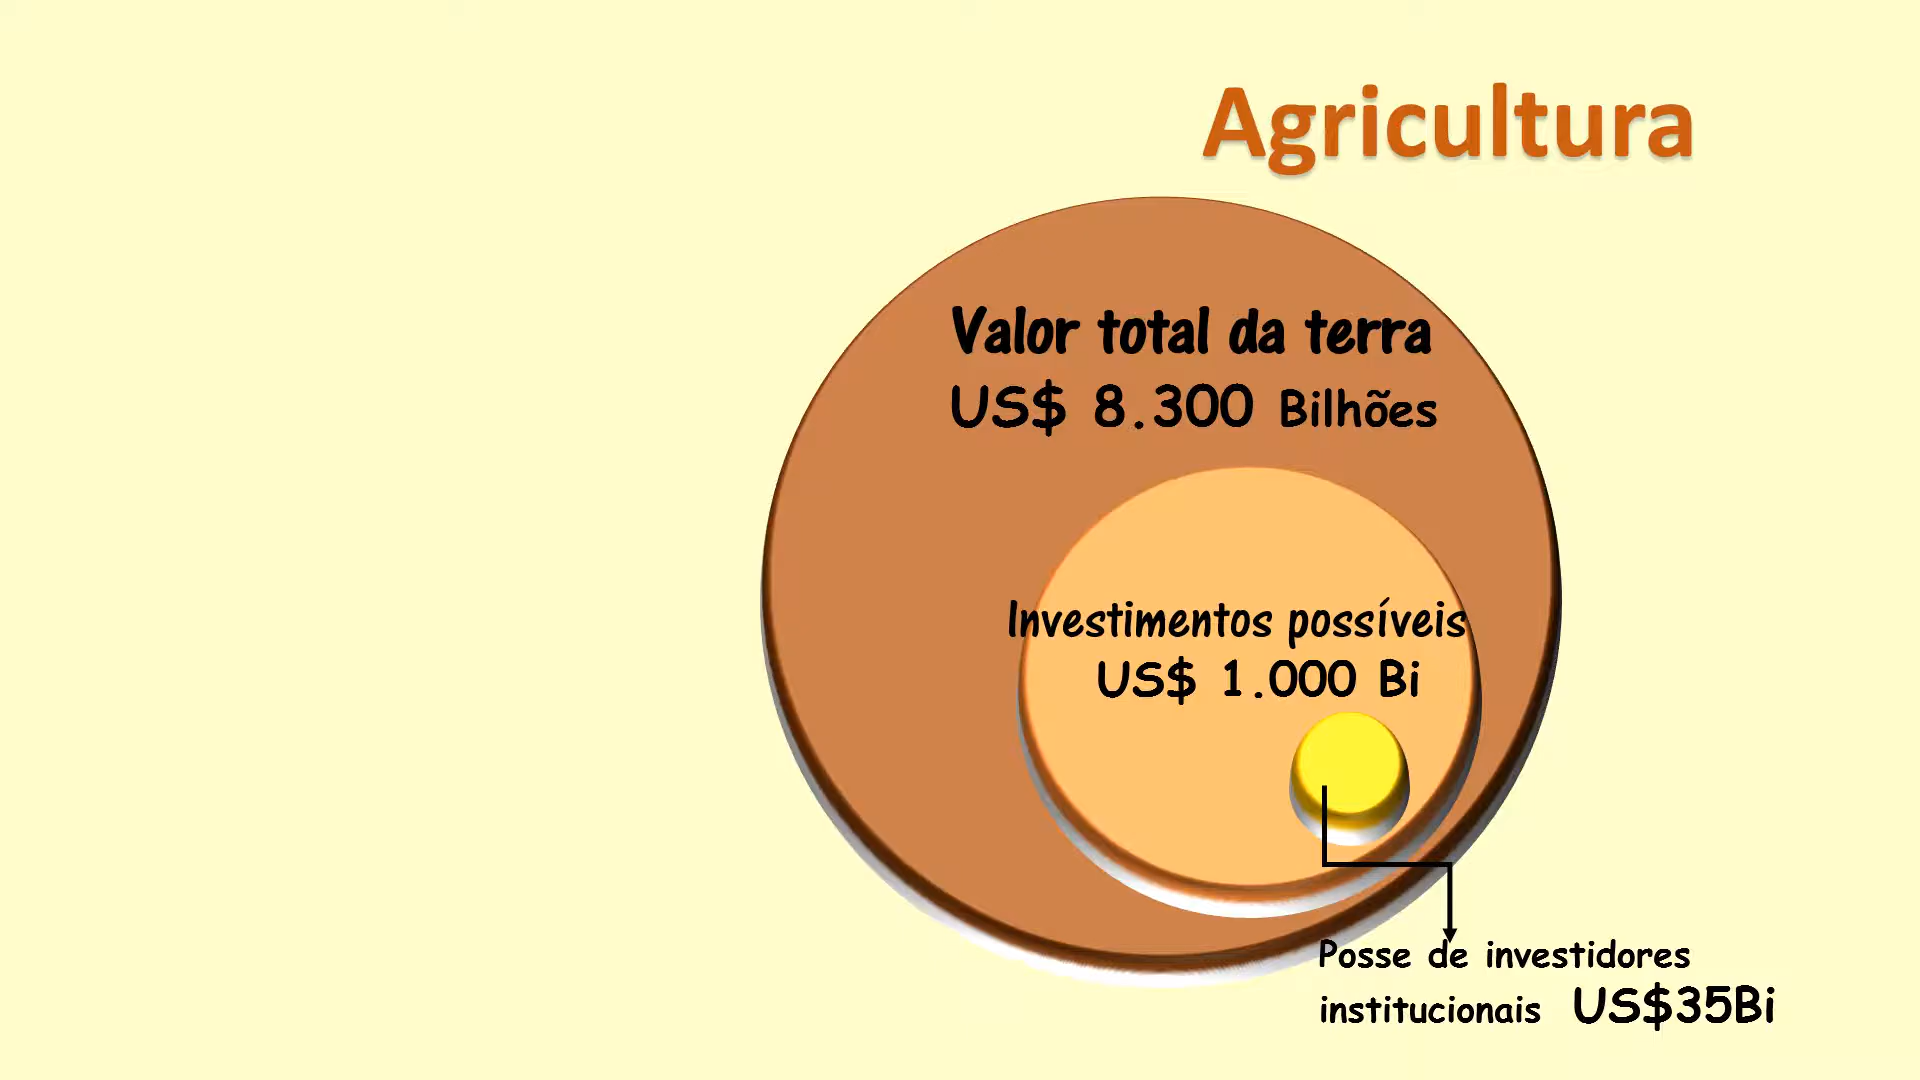 Agricultura
Valor total da terra
US$ 8.300 Bilhões
Investimentos possíveis
US$ 1.000 Bi
Posse de investidores
institucionais US$35Bi